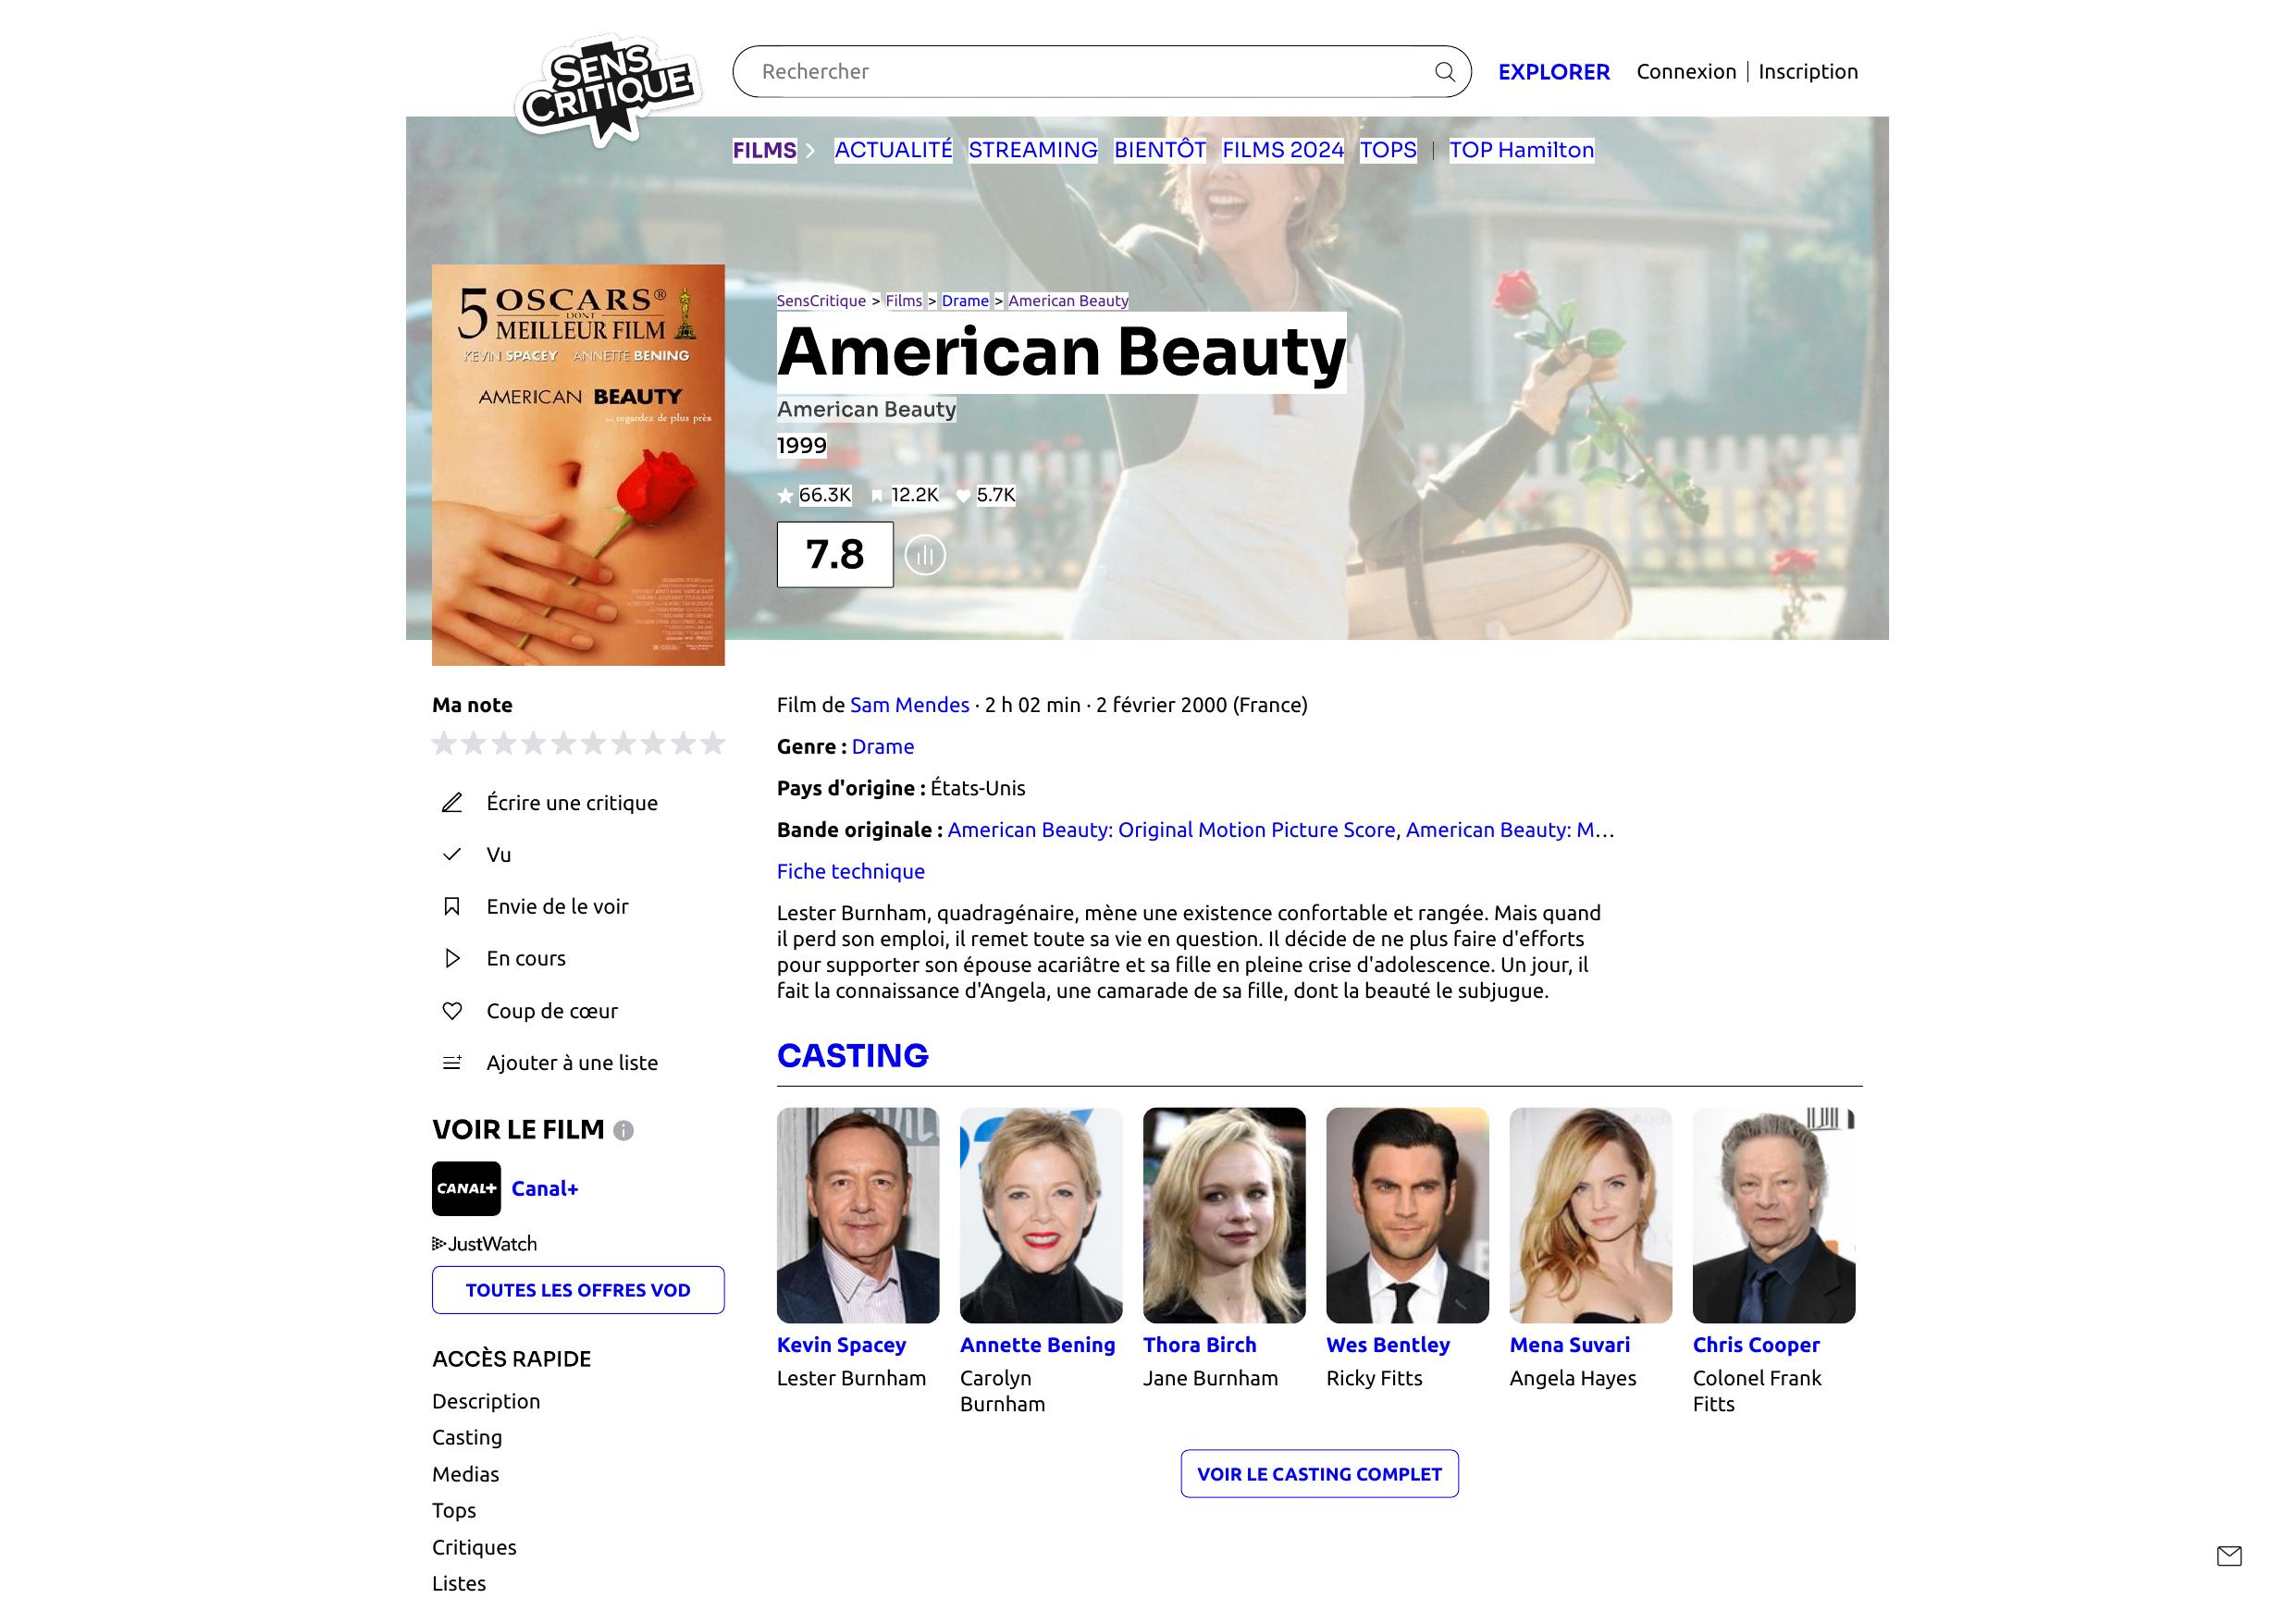 SENS
CRITIQUE
Rechercher
EXPLORER
Connexion
Inscription
FILMS
ACTUALITÉ
STREAMING
BIENTÔT
FILMS 2024
TOPS
TOP Hamilton
5 OSCARS®
DONT
MEILLEUR FILM
KEVIN SPACEY ANNETTE BENING
AMERICAN BEAUTY
... regardez de plus près
SensCritique > Films > Drame > American Beauty
American Beauty
American Beauty
1999
66.3K 12.2K 5.7K
7.8
Ma note
Écrire une critique
Vu
Envie de le voir
En cours
Coup de cœur
Ajouter à une liste
VOIR LE FILM
CANAL+ Canal+
JustWatch
TOUTES LES OFFRES VOD
ACCÈS RAPIDE
Description
Casting
Medias
Tops
Critiques
Listes
Film de Sam Mendes · 2 h 02 min · 2 février 2000 (France)
Genre : Drame
Pays d'origine : États-Unis
Bande originale : American Beauty: Original Motion Picture Score, American Beauty: M…
Fiche technique
Lester Burnham, quadragénaire, mène une existence confortable et rangée. Mais quand
il perd son emploi, il remet toute sa vie en question. Il décide de ne plus faire d'efforts
pour supporter son épouse acariâtre et sa fille en pleine crise d'adolescence. Un jour, il
fait la connaissance d'Angela, une camarade de sa fille, dont la beauté le subjugue.
CASTING
Kevin Spacey
Lester Burnham
Annette Bening
Carolyn
Burnham
Thora Birch
Jane Burnham
Wes Bentley
Ricky Fitts
Mena Suvari
Angela Hayes
Chris Cooper
Colonel Frank
Fitts
VOIR LE CASTING COMPLET